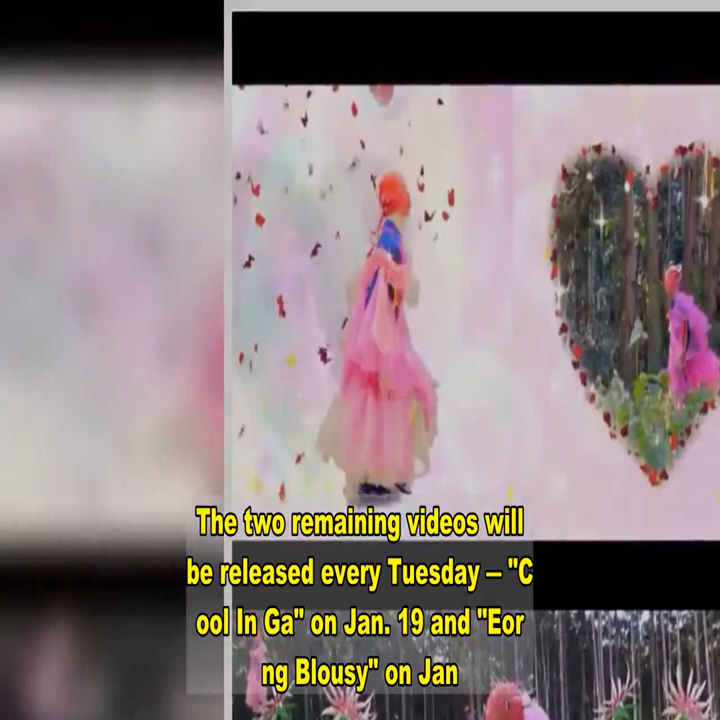 The two remaining videos will
be released every Tuesday – "C
ool In Ga" on Jan. 19 and "Eor
ng Blousy" on Jan